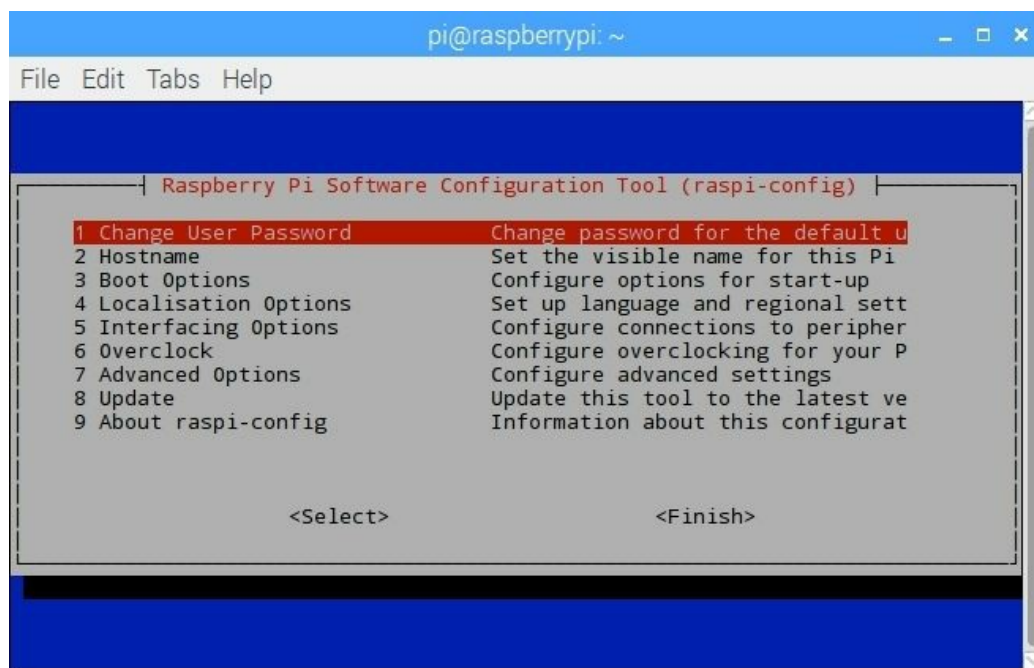 pi@raspberrypi: ~
File Edit Tabs Help
Raspberry Pi Software Configuration Tool (raspi-config)
1 Change User Password Change password for the default u
2 Hostname Set the visible name for this Pi
3 Boot Options Configure options for start-up
4 Localisation Options Set up language and regional sett
5 Interfacing Options Configure connections to peripher
6 Overclock Configure overclocking for your P
7 Advanced Options Configure advanced settings
8 Update Update this tool to the latest ve
9 About raspi-config Information about this configurat
<Select> <Finish>